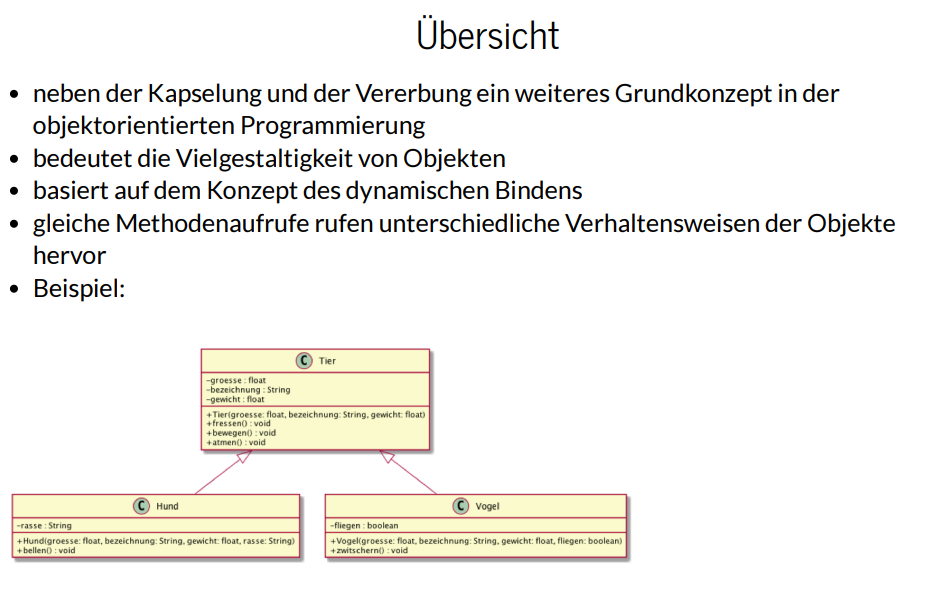 Übersicht
neben der Kapselung und der Vererbung ein weiteres Grundkonzept in der
objektorientierten Programmierung
bedeutet die Vielgestaltigkeit von Objekten
basiert auf dem Konzept des dynamischen Bindens
gleiche Methodenaufrufe rufen unterschiedliche Verhaltensweisen der Objekte
hervor
Beispiel:
C Tier
-groesse : float
-bezeichnung : String
-gewicht : float
+Tier(groesse: float, bezeichnung: String, gewicht: float)
+fressen() : void
+bewegen() : void
+atmen() : void
C Hund
-rasse : String
+Hund(groesse: float, bezeichnung: String, gewicht: float, rasse: String)
+bellen() : void
C Vogel
-fliegen : boolean
+Vogel(groesse: float, bezeichnung: String, gewicht: float, fliegen: boolean)
+zwitschern() : void